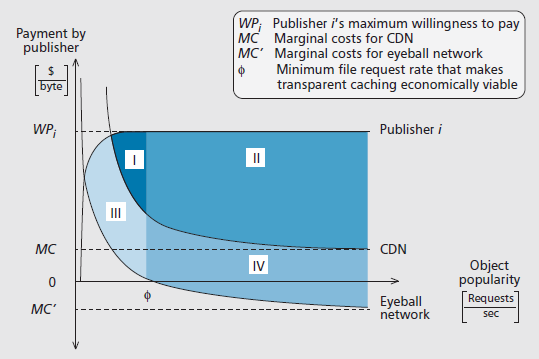 WPi Publisher i's maximum willingness to pay
MC Marginal costs for CDN
MC' Marginal costs for eyeball network
ϕ Minimum file request rate that makes
transparent caching economically viable
Payment by
publisher
$
byte
WPi
Publisher i
I
II
III
MC
CDN
IV
0
ϕ
Object
popularity
Requests
sec
MC'
Eyeball
network